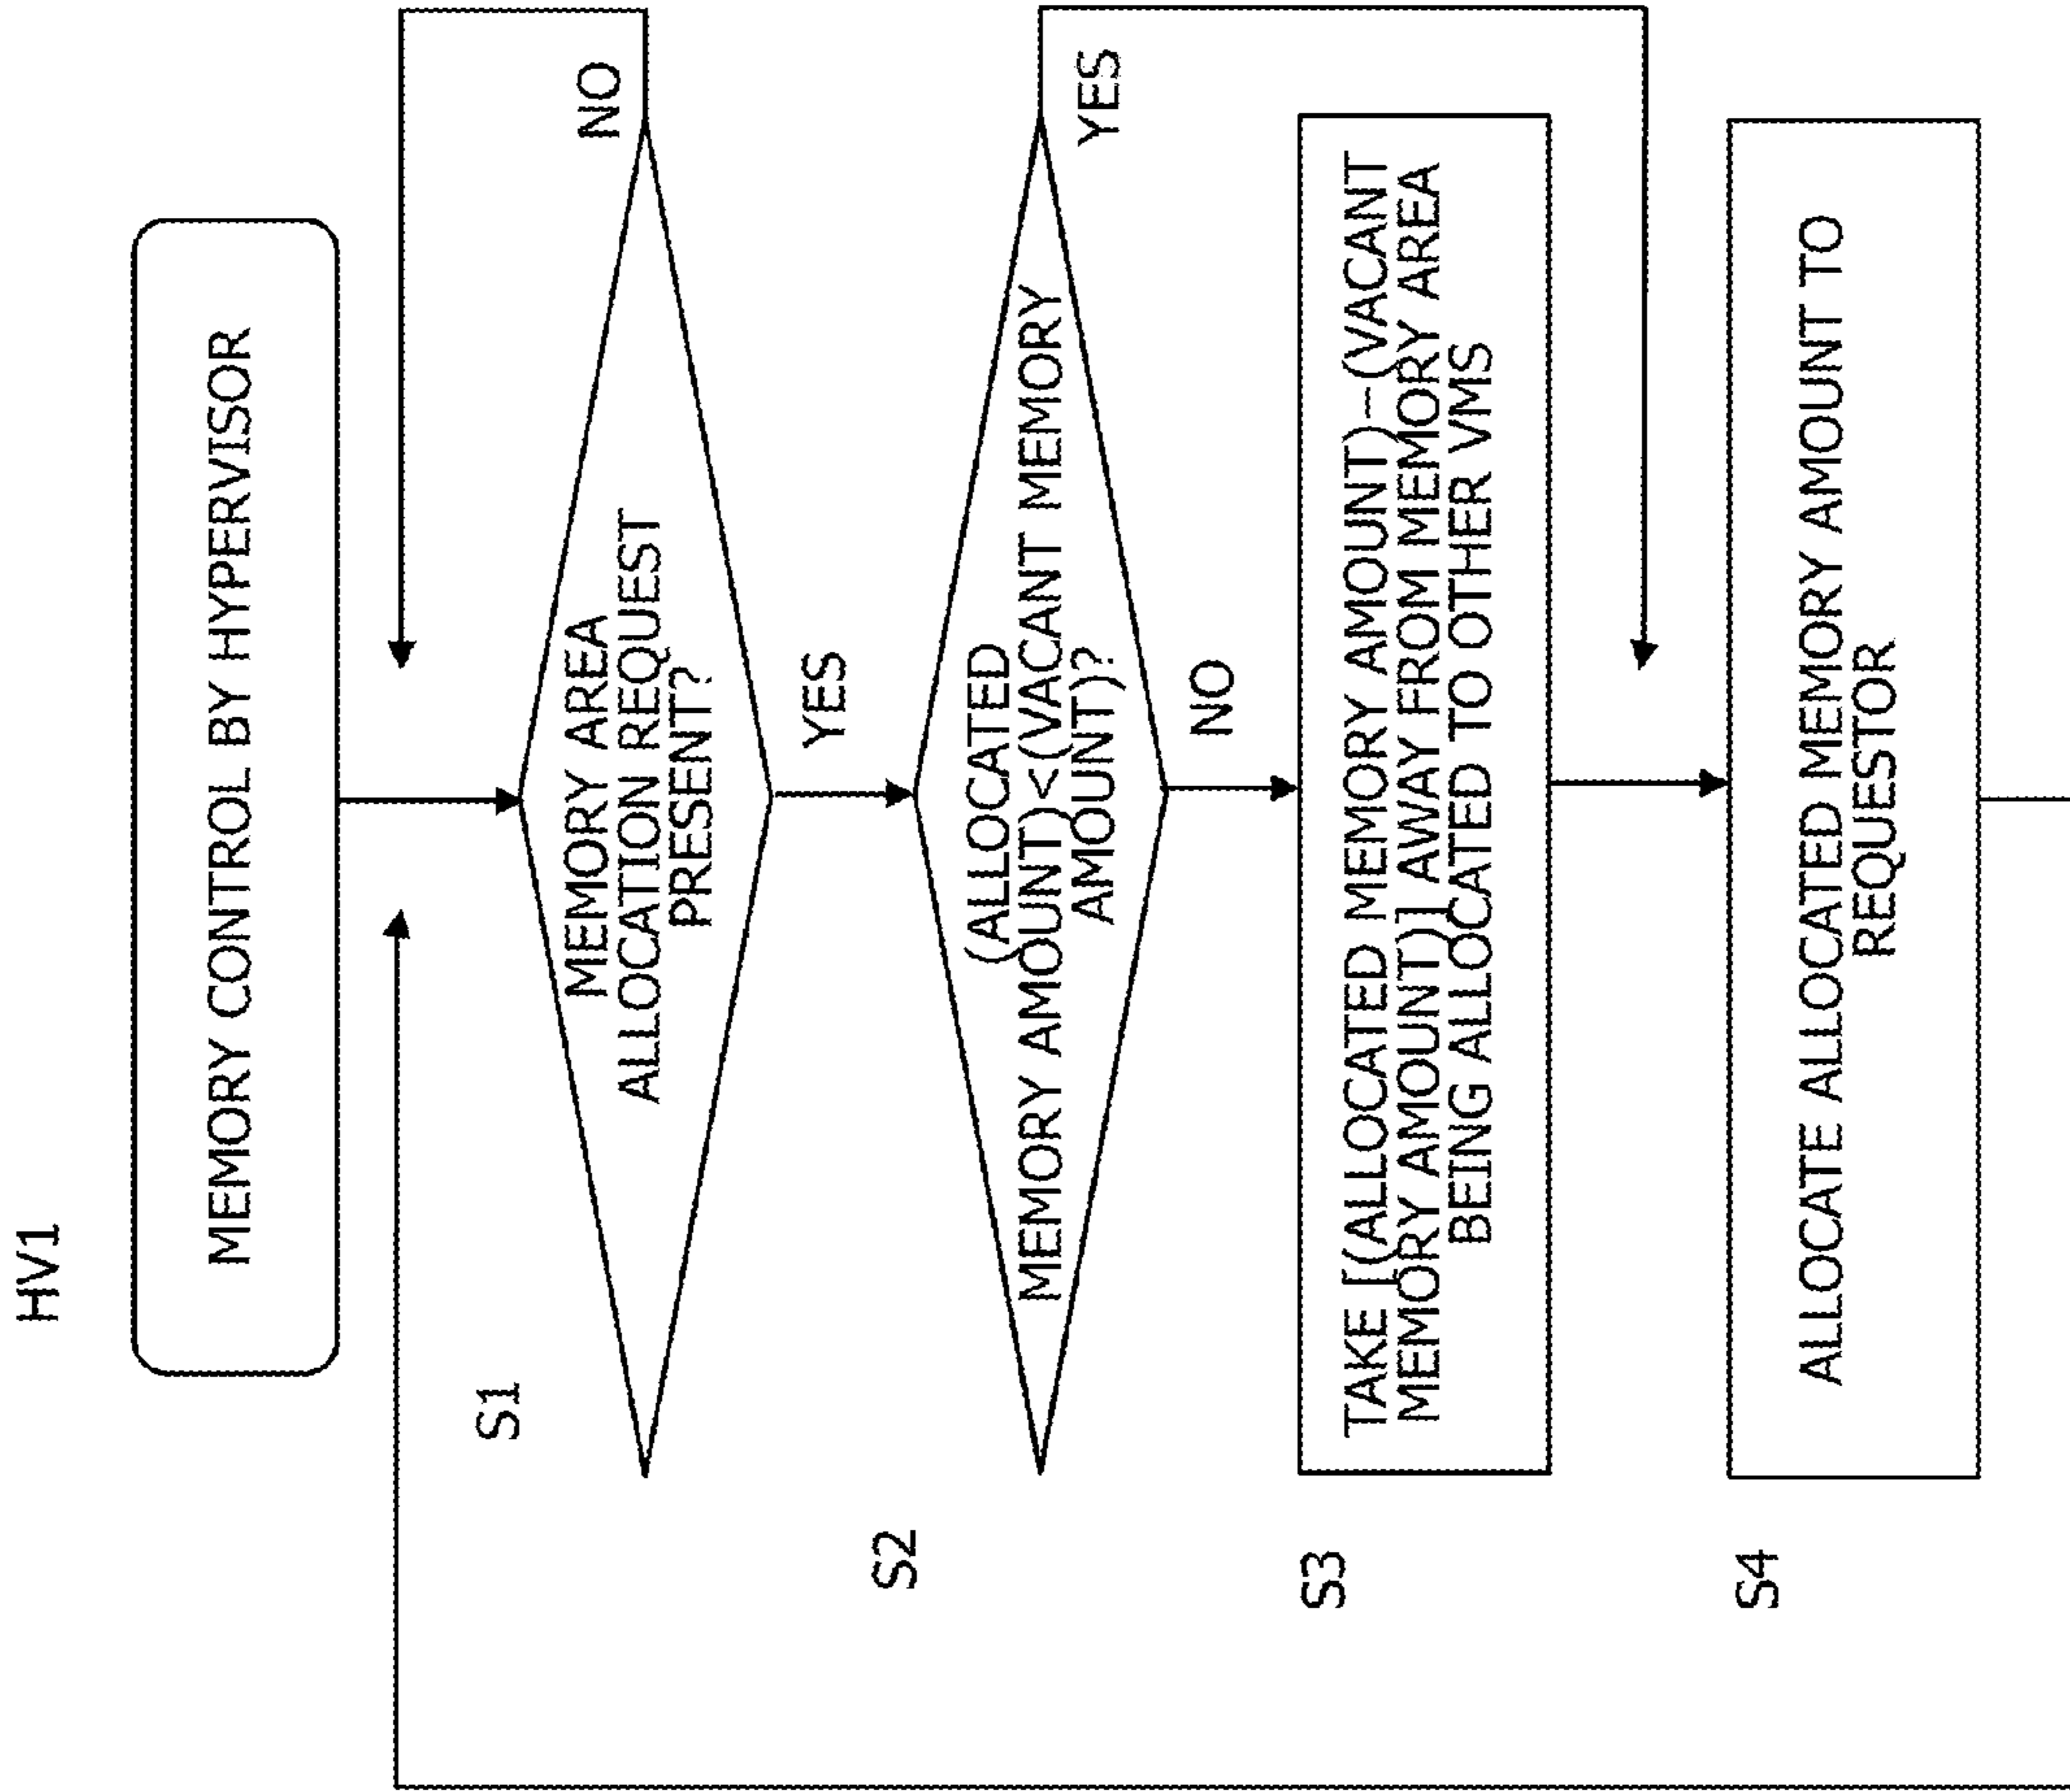 HV1
MEMORY CONTROL BY HYPERVISOR
NO
S1
MEMORY AREA
ALLOCATION REQUEST
PRESENT?
YES
S2
(ALLOCATED
MEMORY AMOUNT)<(VACANT MEMORY
AMOUNT)?
YES
NO
S3
TAKE [(ALLOCATED MEMORY AMOUNT)-(VACANT
MEMORY AMOUNT)] AWAY FROM MEMORY AREA
BEING ALLOCATED TO OTHER VMS
S4
ALLOCATE ALLOCATED MEMORY AMOUNT TO
REQUESTOR